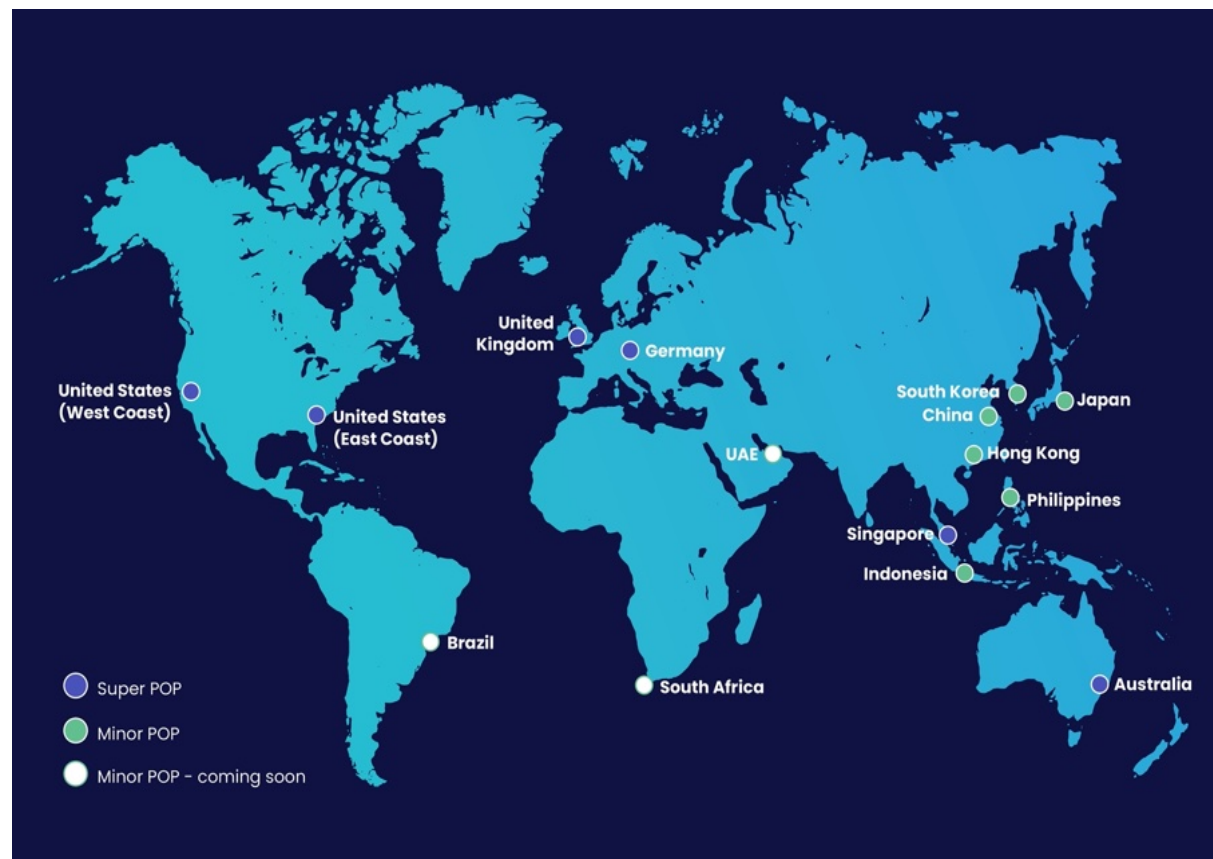 United
Kingdom
Germany
United States
(West Coast)
United States
(East Coast)
South Korea
Japan
China
UAE
Hong Kong
Philippines
Singapore
Indonesia
Brazil
South Africa
Australia
Super POP
Minor POP
Minor POP - coming soon